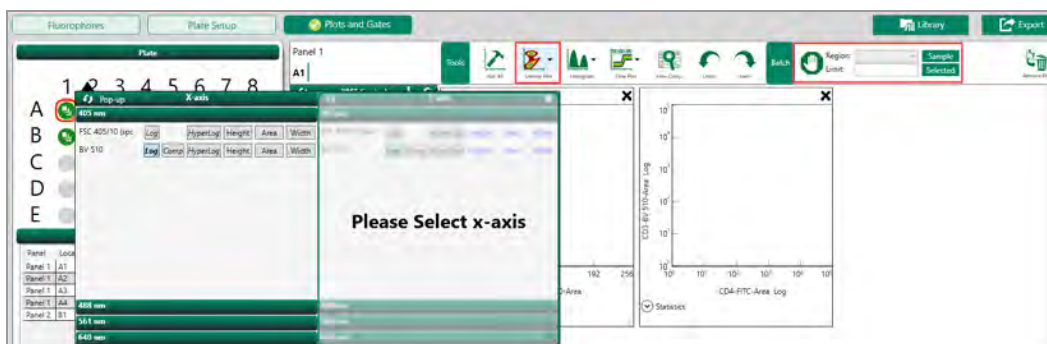 Fluorophores
Plate Setup
Plots and Gates
Library
Export
Plate
Panel 1
A1
Tools
Batch
Region:
Limit:
Sample
Selected
1 2 3 4 5 6 7 8
A
B
C
D
E
Pop-up
X-axis
405 nm
FSC 405/10
Log
HyperLog
Height
Area
Width
BV 510
Log
Comp
HyperLog
Height
Area
Width
Please Select x-axis
488 nm
561 nm
640 nm
Panel
Panel 1 A1
Panel 1 A2
Panel 1 A3
Panel 1 A4
Panel 2 B1
192 256
CD3-BV 510-Area Log
CD4-FITC-Area Log
Statistics